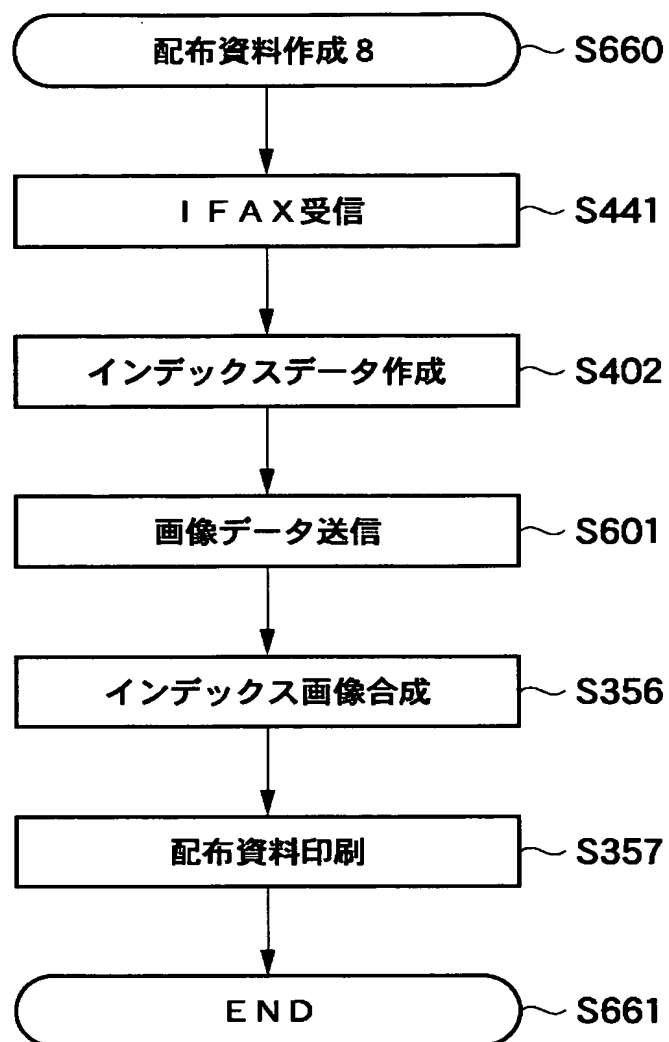 配布資料作成8 S660
IFAX受信 S441
インデックスデータ作成 S402
画像データ送信 S601
インデックス画像合成 S356
配布資料印刷 S357
END S661